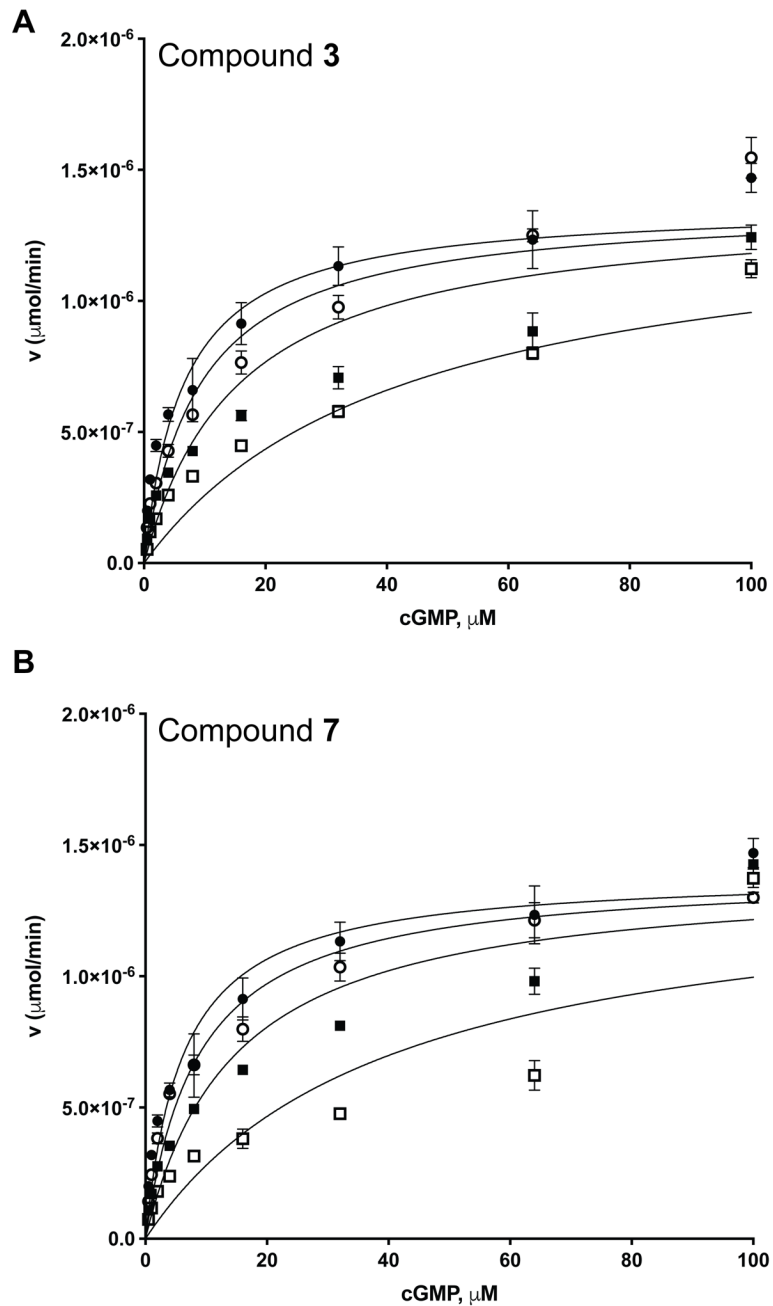 A
Compound 3
2.0×10⁻⁶
1.5×10⁻⁶
1.0×10⁻⁶
5.0×10⁻⁷
0.0
v (μmol/min)
0 20 40 60 80 100
cGMP, μM
B
Compound 7
2.0×10⁻⁶
1.5×10⁻⁶
1.0×10⁻⁶
5.0×10⁻⁷
0.0
v (μmol/min)
0 20 40 60 80 100
cGMP, μM